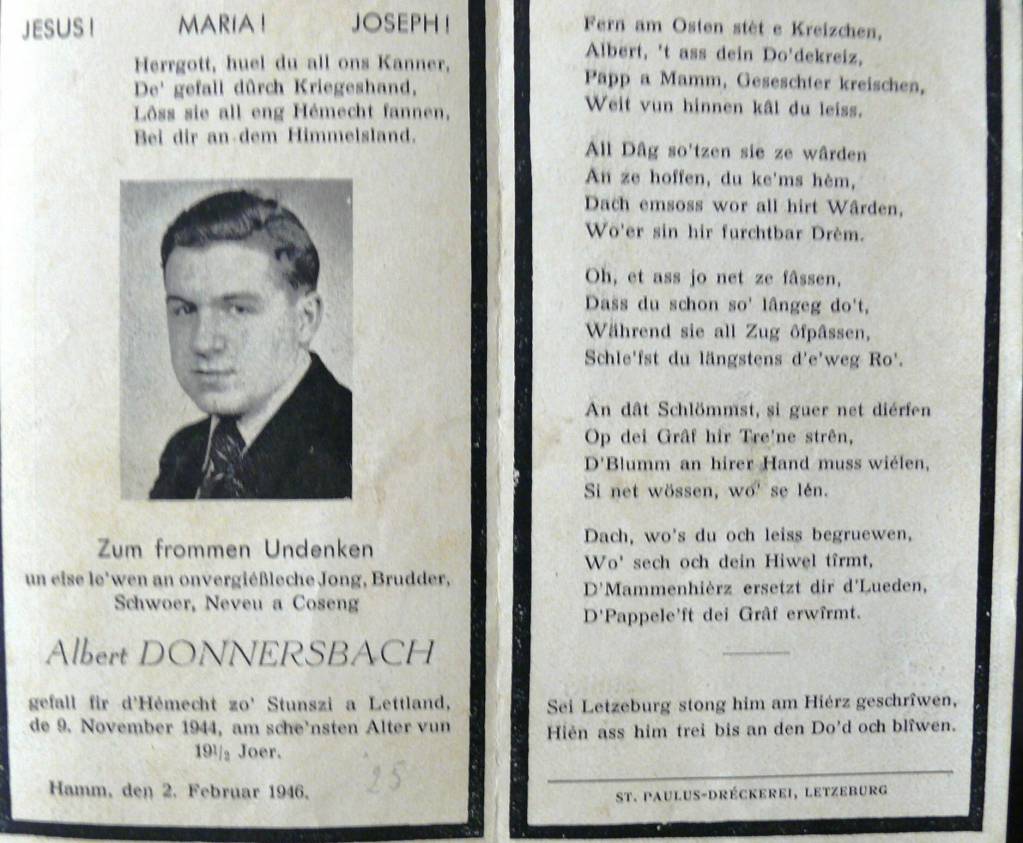 JESUS! MARIA! JOSEPH!
Herrgott, huel du all ons Kanner,
De' gefall dûrch Kriegeshand,
Lôss sie all eng Hémecht fannen,
Bei dir an dem Himmelsland.
Zum frommen Undenken
un else le'wen an onvergiéßleche Jong, Brudder,
Schwoer, Neveu a Coseng
Albert DONNERSBACH
gefall fir d'Hémecht zo' Stunszi a Lettland,
de 9. November 1944, am sche'nsten Alter vun
19½ Joer.
Hamm, den 2. Februar 1946.
25
Fern am Osten stêt e Kreizchen,
Albert, 't ass dein Do'dekreiz,
Papp a Mamm, Geseschter kreischen,
Weit vun hinnen kâl du leiss.
All Dâg so'tzen sie ze wârden
An ze hoffen, du ke'ms hêm,
Dach emsoss wor all hirt Wârden,
Wo'er sin hir furchtbar Drêm.
Oh, et ass jo net ze fâssen,
Dass du schon so' lângeg do't,
Während sie all Zug ôfpâssen,
Schle'fst du längstens d'e'weg Ro'.
An dât Schlömmst, si guer net diérfen
Op dei Grâf hir Tre'ne strên,
D'Blumm an hirer Hand muss wiélen,
Si net wössen, wo' se lén.
Dach, wo's du och leiss begruewen,
Wo' sech och dein Hiwel tîrmt,
D'Mammenhiérz ersetzt dir d'Lueden,
D'Pappele'ft dei Grâf erwîrmt.
Sei Letzeburg stong him am Hiérz geschrîwen,
Hién ass him trei bis an den Do'd och blîwen.
ST. PAULUS-DRÉCKEREI, LETZEBURG